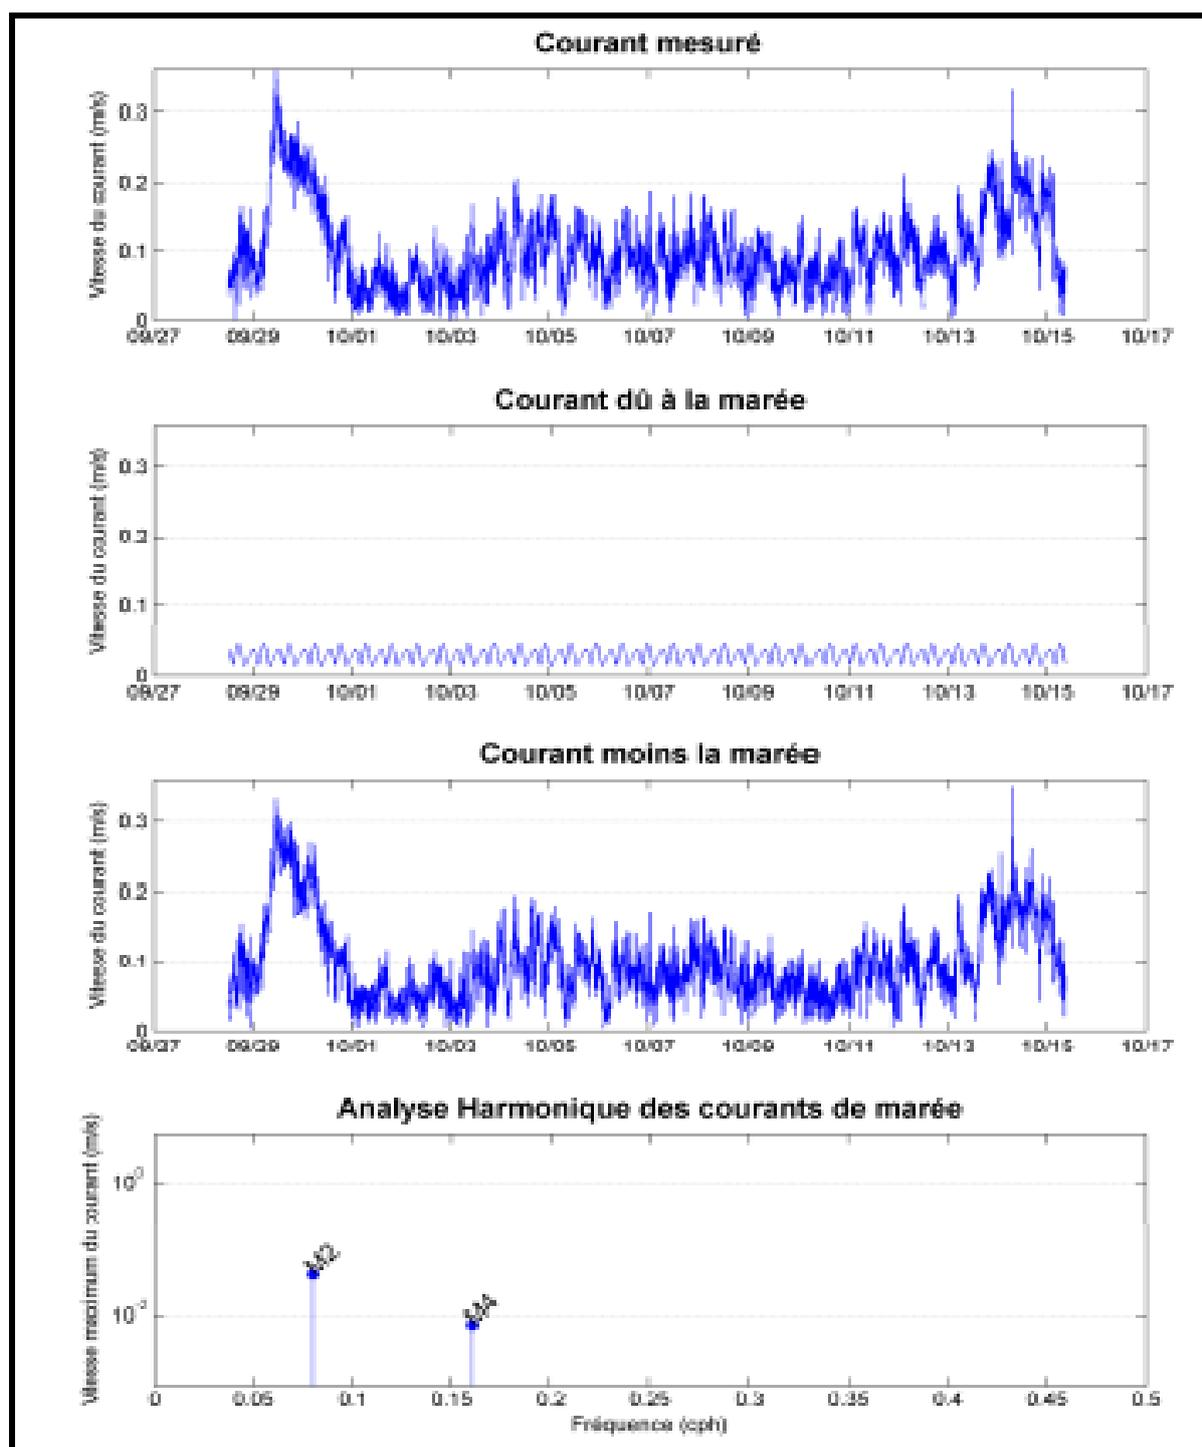 Courant mesuré
Vitesse du courant (m/s)
0.3
0.2
0.1
0
09/27 09/29 10/01 10/03 10/05 10/07 10/09 10/11 10/13 10/15 10/17
Courant dû à la marée
Vitesse du courant (m/s)
0.3
0.2
0.1
0
09/27 09/29 10/01 10/03 10/05 10/07 10/09 10/11 10/13 10/15 10/17
Courant moins la marée
Vitesse du courant (m/s)
0.3
0.2
0.1
0
09/27 09/29 10/01 10/03 10/05 10/07 10/09 10/11 10/13 10/15 10/17
Analyse Harmonique des courants de marée
Vitesse maximum du courant (m/s)
10^0
M2
10^-2
M4
0 0.05 0.1 0.15 0.2 0.25 0.3 0.35 0.4 0.45 0.5
Fréquence (cph)